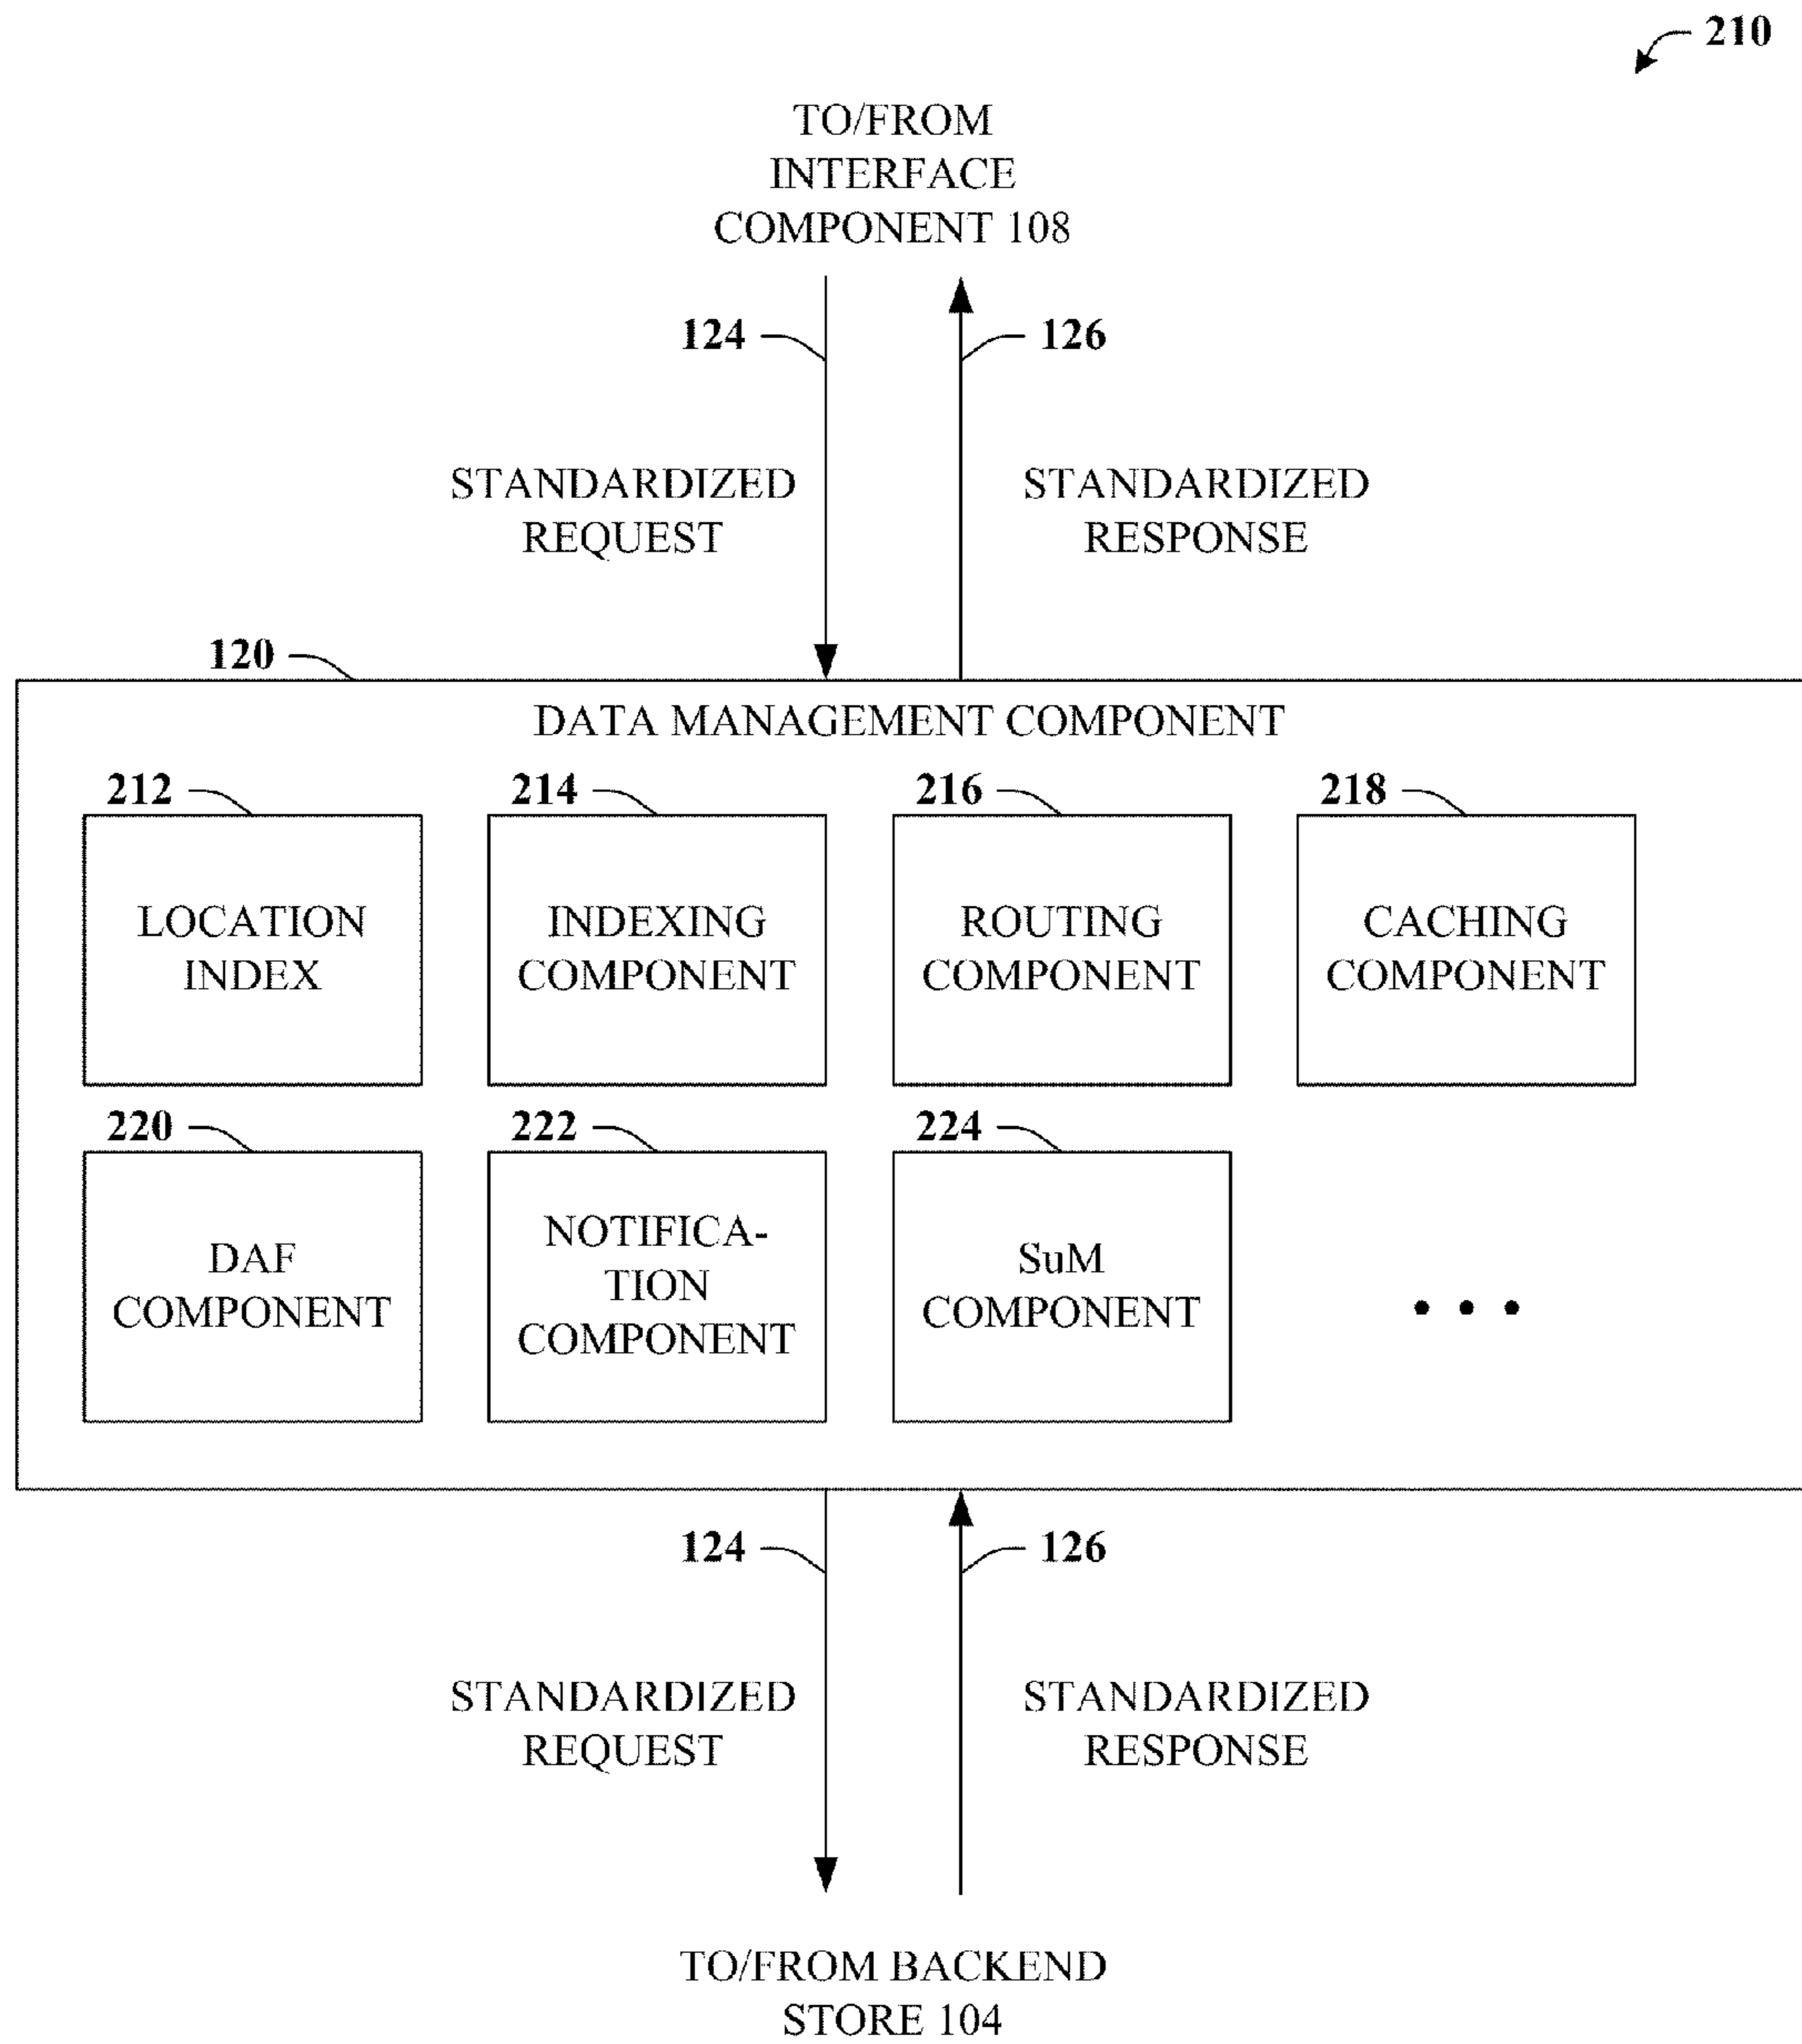 210
TO/FROM
INTERFACE
COMPONENT 108
124
126
STANDARDIZED
REQUEST
STANDARDIZED
RESPONSE
120
DATA MANAGEMENT COMPONENT
212
214
216
218
LOCATION
INDEX
INDEXING
COMPONENT
ROUTING
COMPONENT
CACHING
COMPONENT
220
222
224
DAF
COMPONENT
NOTIFICA-
TION
COMPONENT
SuM
COMPONENT
• • •
124
126
STANDARDIZED
REQUEST
STANDARDIZED
RESPONSE
TO/FROM BACKEND
STORE 104